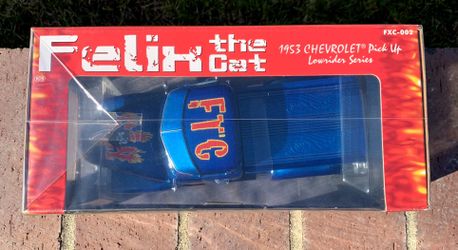 Felix the Cat
FXC-002
1953 CHEVROLET® Pick Up
Lowrider Series
FTC